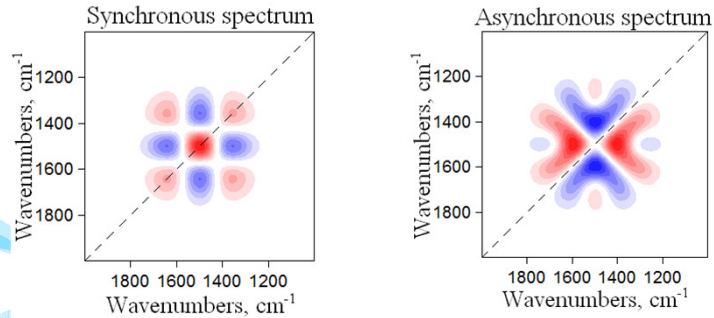 Synchronous spectrum
Wavenumbers, cm⁻¹
1200
1400
1600
1800
1800 1600 1400 1200
Wavenumbers, cm⁻¹
Asynchronous spectrum
Wavenumbers, cm⁻¹
1200
1400
1600
1800
1800 1600 1400 1200
Wavenumbers, cm⁻¹